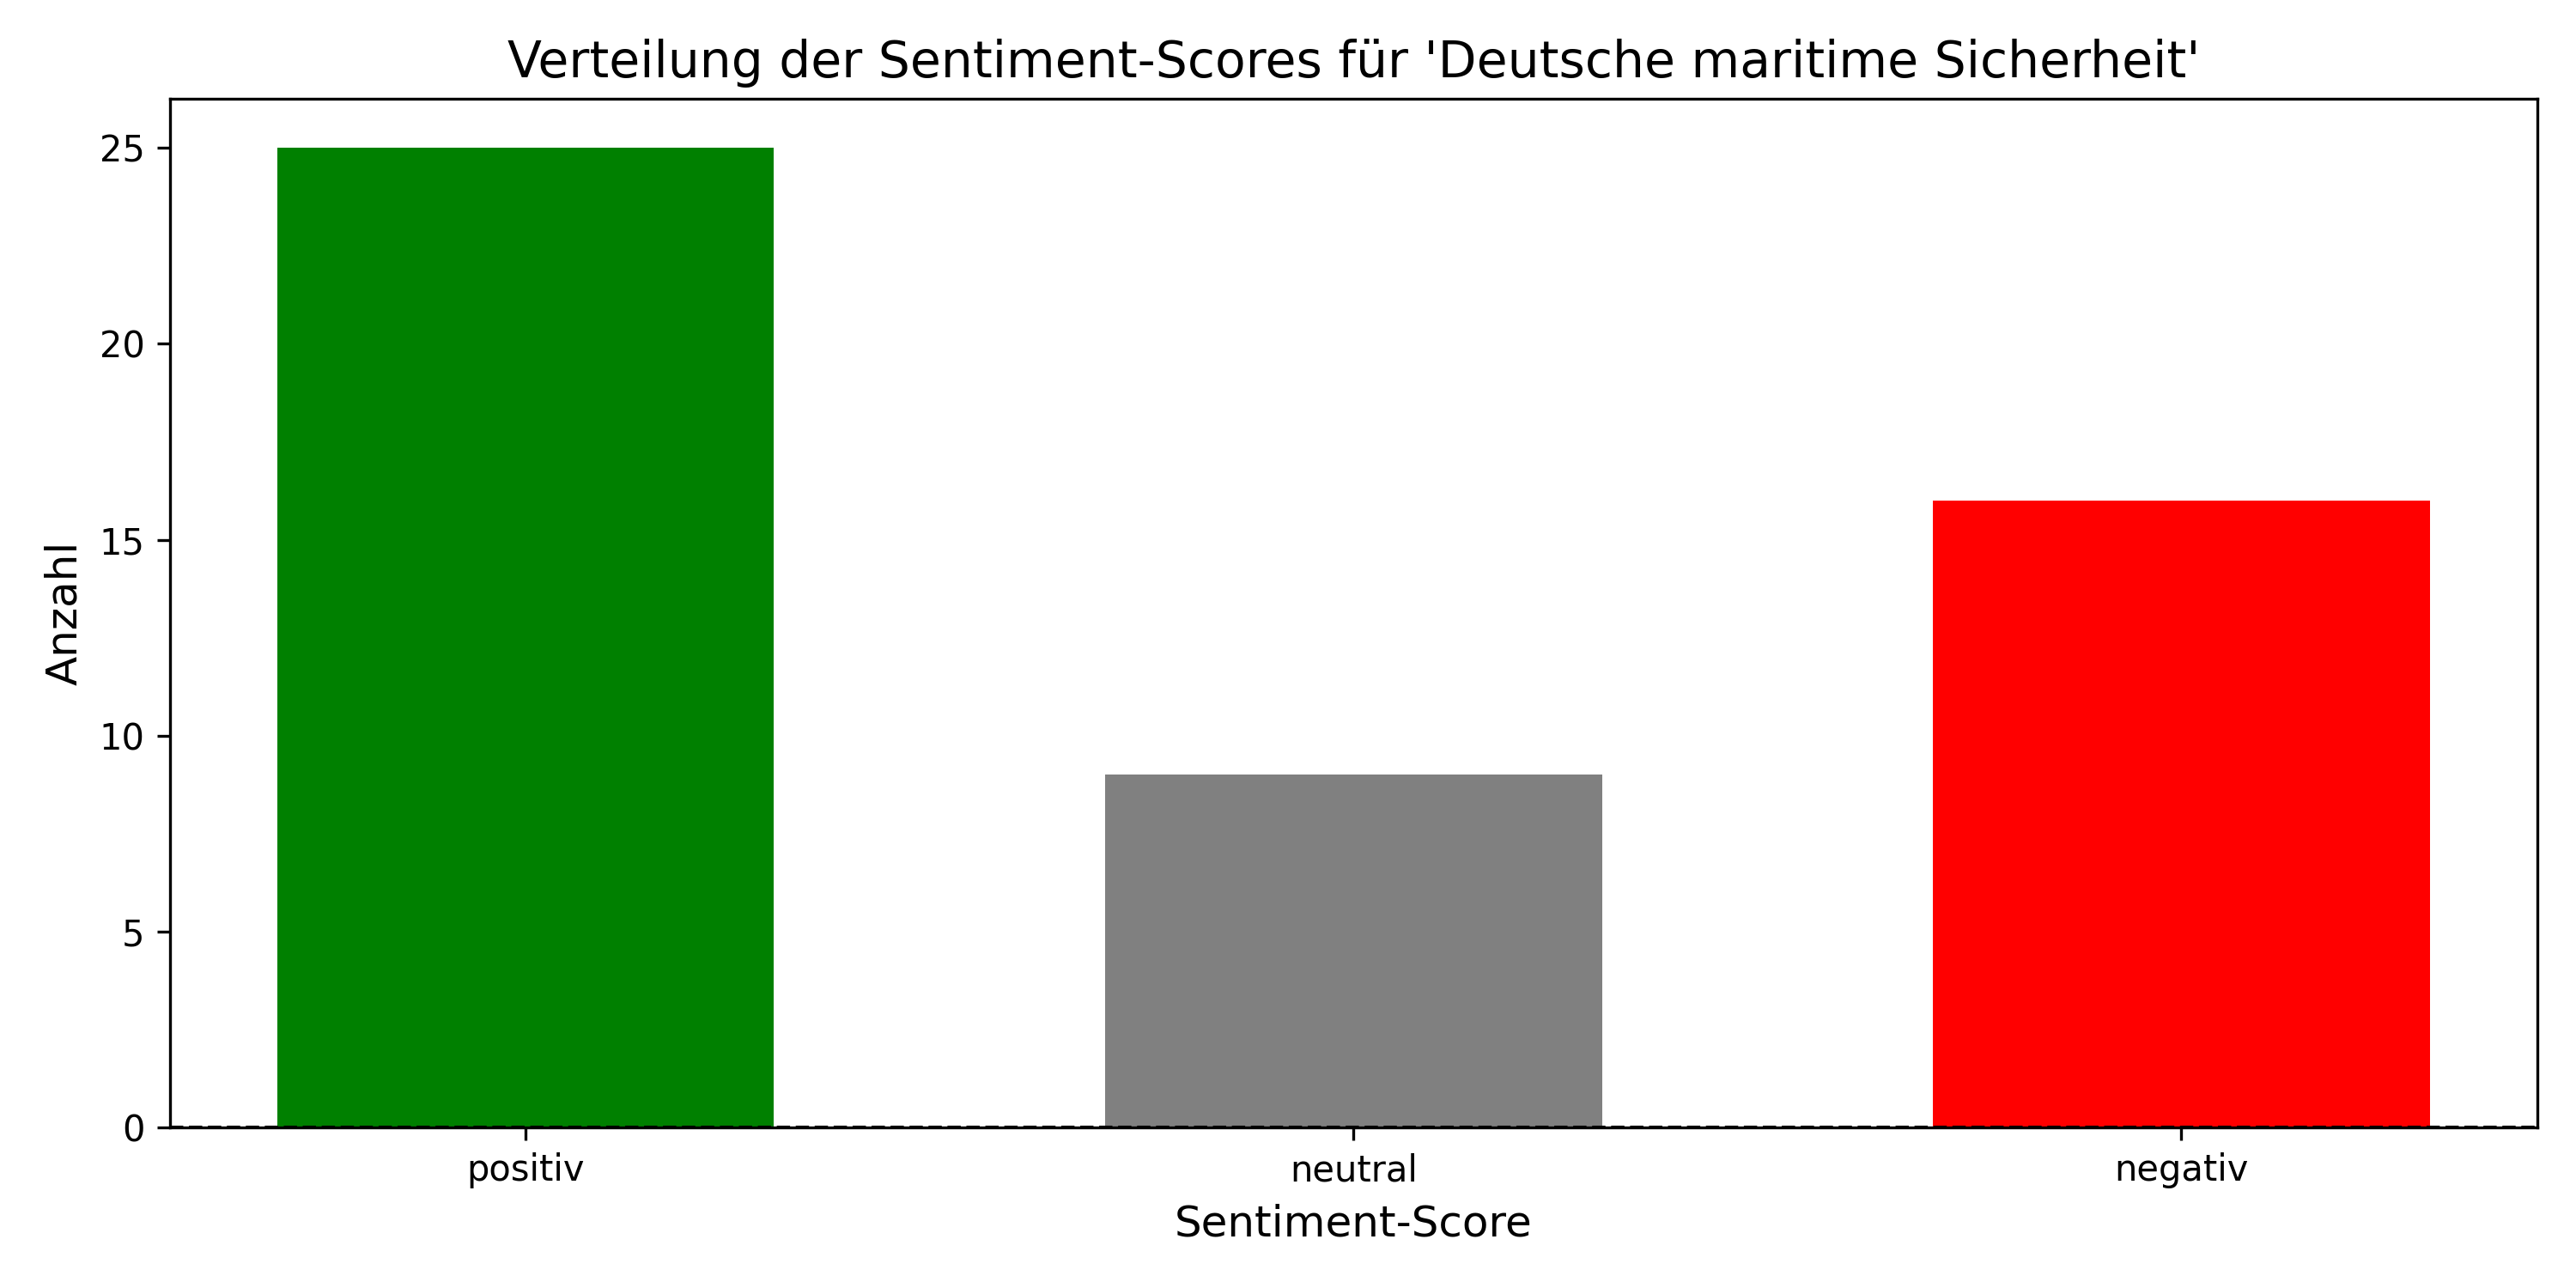 Verteilung der Sentiment-Scores für 'Deutsche maritime Sicherheit'
Anzahl
25
20
15
10
5
0
positiv neutral negativ
Sentiment-Score